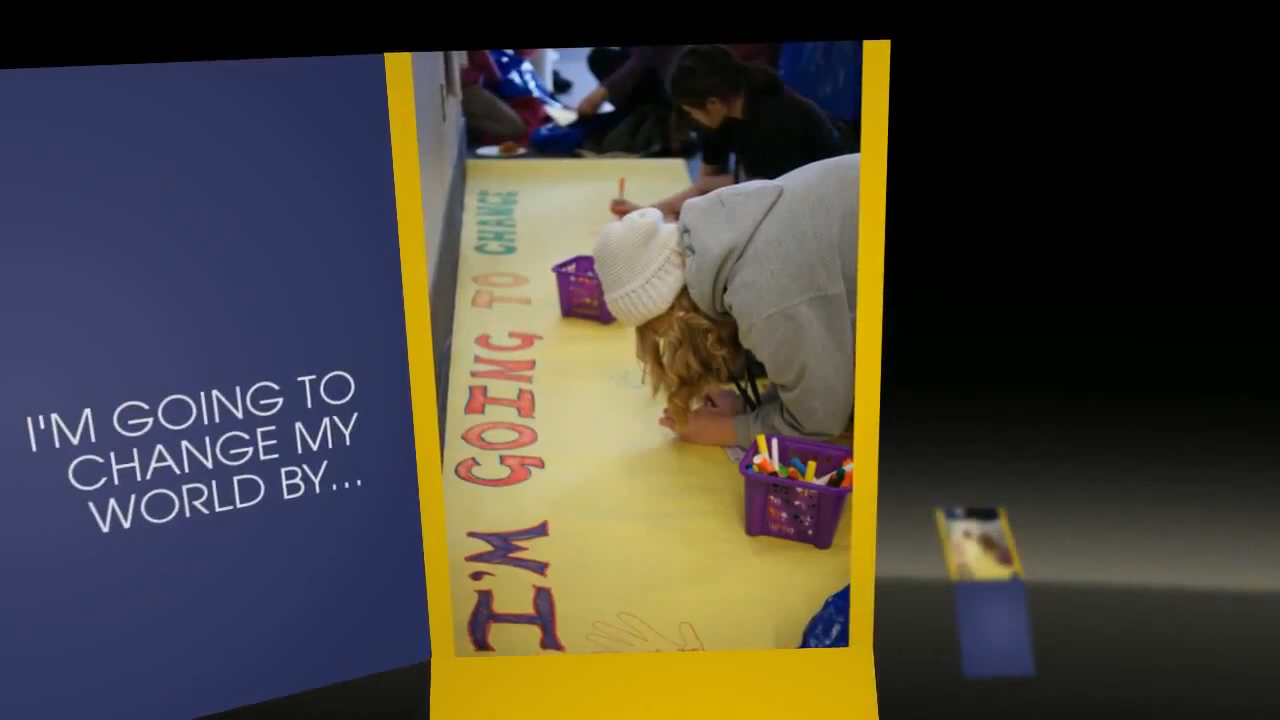 I'M GOING TO
CHANGE MY
WORLD BY...
I'M GOING TO CHANGE